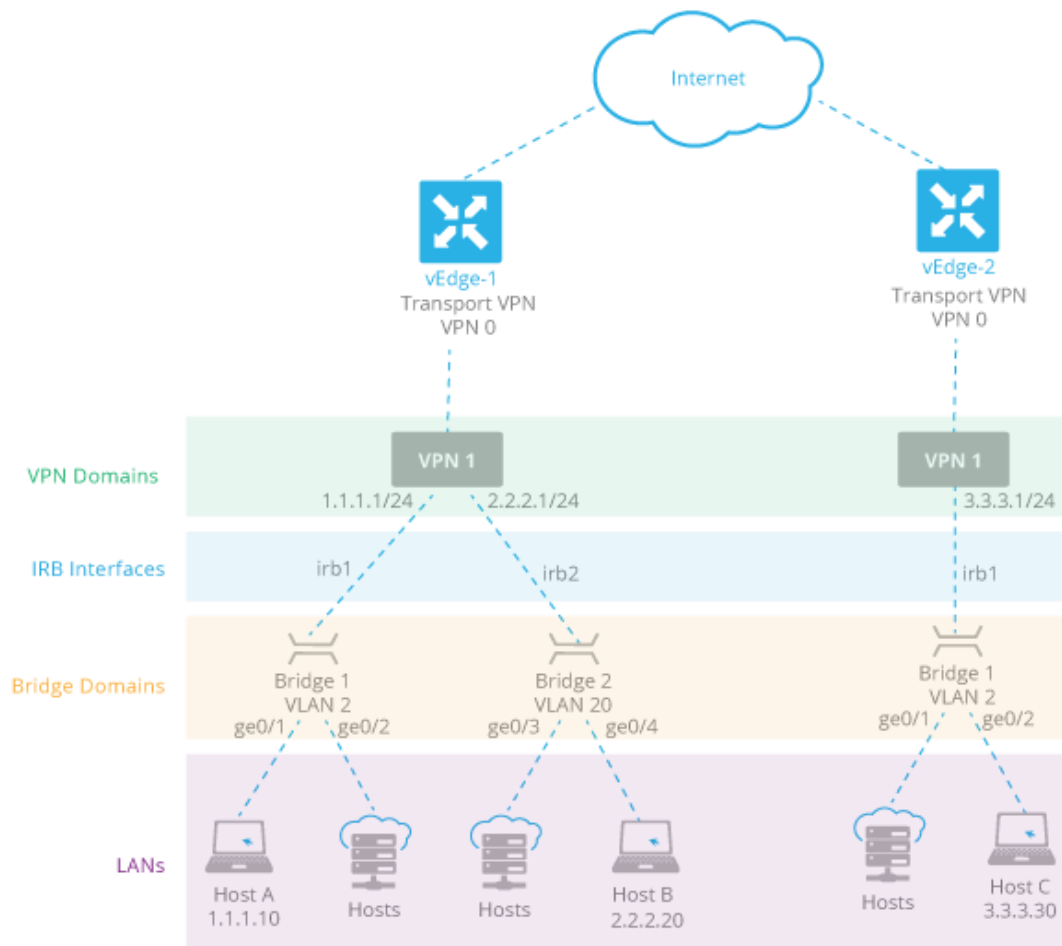 Internet
vEdge-1
Transport VPN
VPN 0
vEdge-2
Transport VPN
VPN 0
VPN Domains
VPN 1
VPN 1
1.1.1.1/24
2.2.2.1/24
3.3.3.1/24
IRB Interfaces
irb1
irb2
irb1
Bridge Domains
Bridge 1
VLAN 2
Bridge 2
VLAN 20
Bridge 1
VLAN 2
ge0/1
ge0/2
ge0/3
ge0/4
ge0/1
ge0/2
LANs
Host A
1.1.1.10
Hosts
Hosts
Host B
2.2.2.20
Hosts
Host C
3.3.3.30